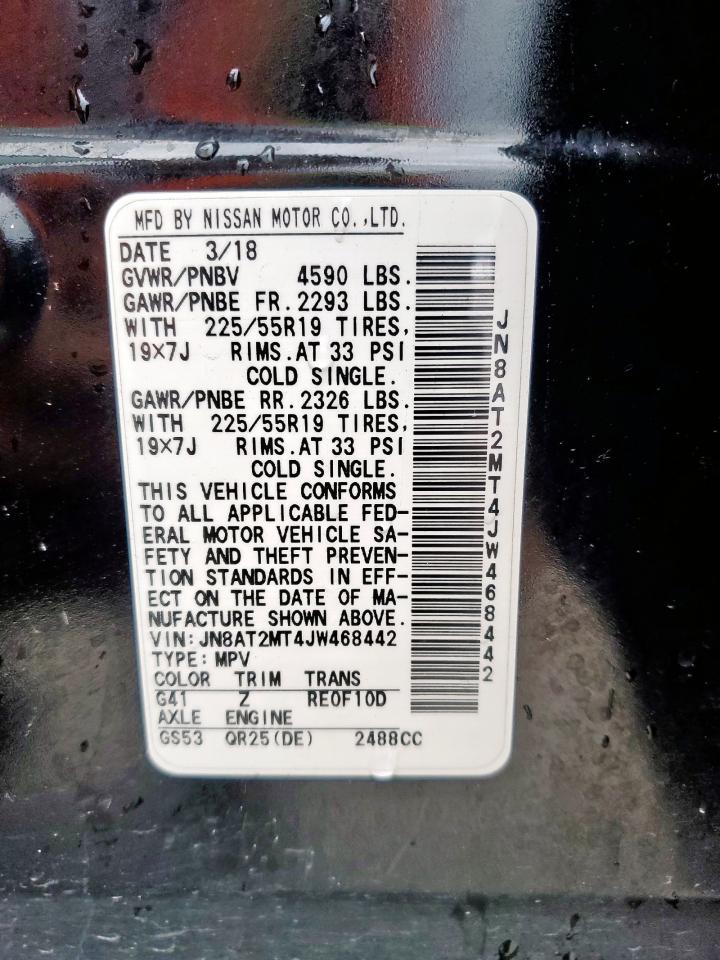 MFD BY NISSAN MOTOR CO.,LTD.
DATE 3/18
GVWR/PNBV 4590 LBS.
GAWR/PNBE FR. 2293 LBS.
WITH 225/55R19 TIRES,
19×7J RIMS. AT 33 PSI
COLD SINGLE.
GAWR/PNBE RR. 2326 LBS.
WITH 225/55R19 TIRES,
19×7J RIMS. AT 33 PSI
COLD SINGLE.
THIS VEHICLE CONFORMS
TO ALL APPLICABLE FED-
ERAL MOTOR VEHICLE SA-
FETY AND THEFT PREVEN-
TION STANDARDS IN EFF-
ECT ON THE DATE OF MA-
NUFACTURE SHOWN ABOVE.
VIN: JN8AT2MT4JW468442
TYPE: MPV
COLOR TRIM TRANS
G41 Z RE0F10D
AXLE ENGINE
GS53 QR25(DE) 2488CC
JN8AT2MT4JW468442